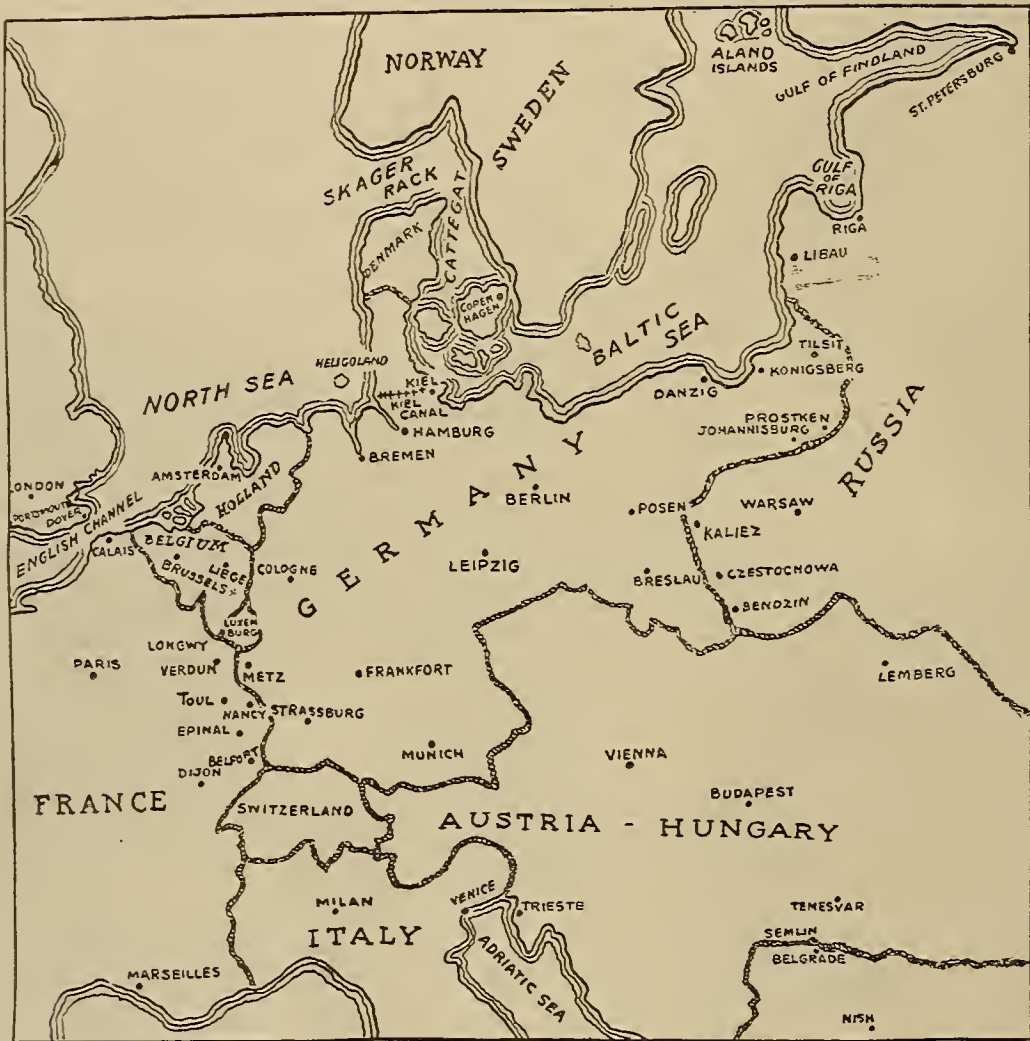 NORWAY
SWEDEN
ALAND
ISLANDS
GULF OF FINDLAND
ST. PETERSBURG
SKAGER
RACK
CATTEGAT
DENMARK
COPEN
HAGEN
GULF
OF
RIGA
RIGA
LIBAU
BALTIC
SEA
TILSIT
KONIGSBERG
DANZIG
NORTH SEA
HELIGOLAND
KIEL
KIEL
CANAL
HAMBURG
BREMEN
PROSTKEN
JOHANNISBURG
RUSSIA
LONDON
PORTSMOUTH
DOVER
ENGLISH CHANNEL
CALAIS
AMSTERDAM
HOLLAND
BELGIUM
LIEGE
BRUSSELS
COLOGNE
GERMANY
BERLIN
LEIPZIG
POSEN
WARSAW
KALIEZ
BRESLAU
CZESTOCHOWA
BENDZIN
LEMBERG
LUXEM
BURG
LONGWY
VERDUN
METZ
PARIS
FRANKFORT
TOUL
NANCY
STRASSBURG
EPINAL
BELFORT
DIJON
MUNICH
VIENNA
BUDAPEST
FRANCE
SWITZERLAND
AUSTRIA - HUNGARY
MILAN
ITALY
VENICE
TRIESTE
ADRIATIC SEA
MARSEILLES
TEMESVAR
SEMLIN
BELGRADE
NISH